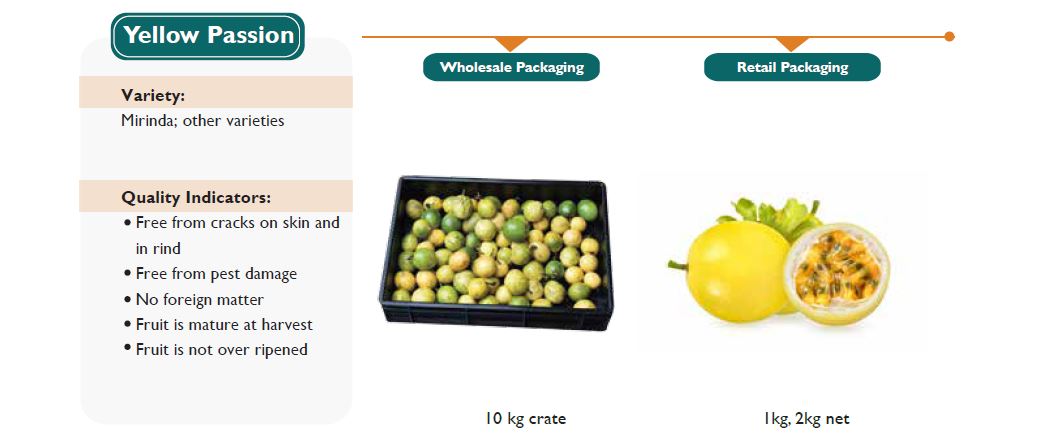 Yellow Passion
Wholesale Packaging
Retail Packaging
Variety:
Mirinda; other varieties
Quality Indicators:
• Free from cracks on skin and
in rind
• Free from pest damage
• No foreign matter
• Fruit is mature at harvest
• Fruit is not over ripened
10 kg crate
1kg, 2kg net